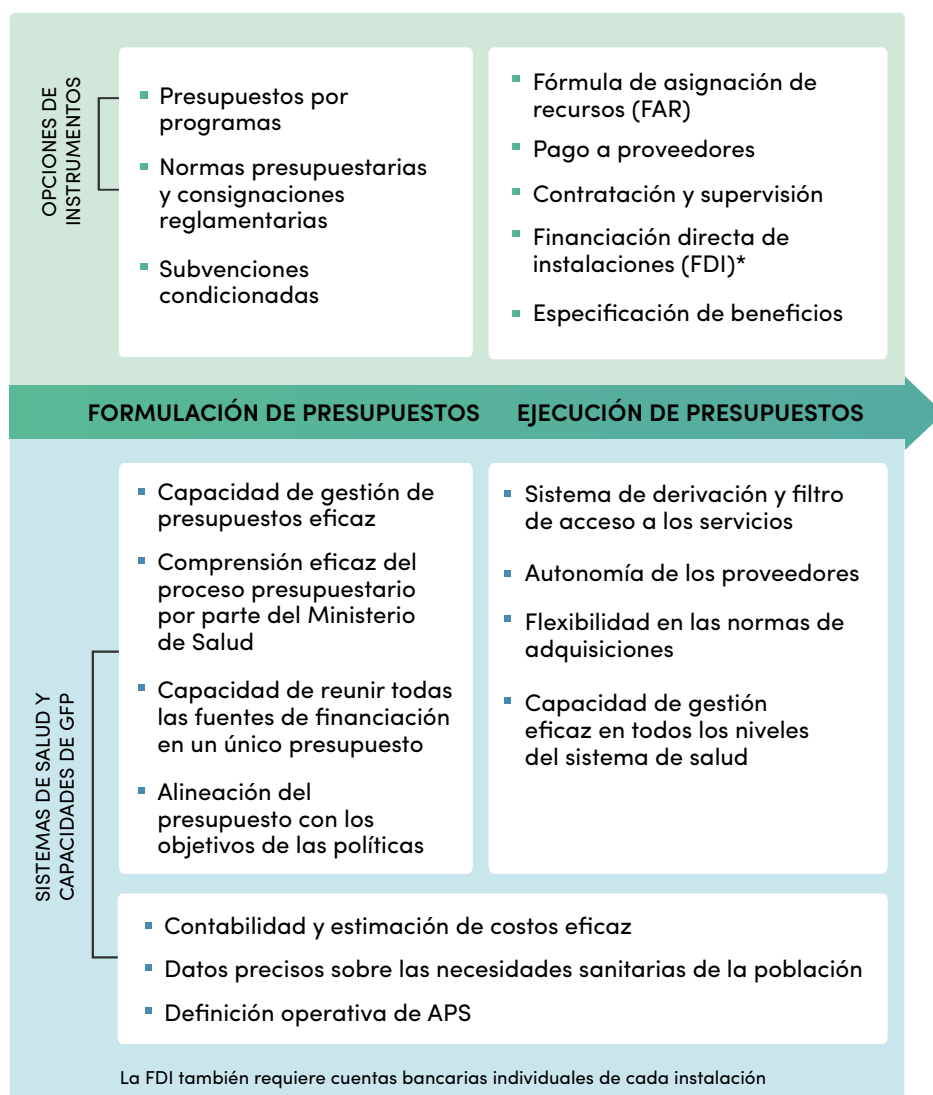 OPCIONES DE
INSTRUMENTOS
Presupuestos por
programas
Normas presupuestarias
y consignaciones
reglamentarias
Subvenciones
condicionadas
Fórmula de asignación de
recursos (FAR)
Pago a proveedores
Contratación y supervisión
Financiación directa de
instalaciones (FDI)*
Especificación de beneficios
FORMULACIÓN DE PRESUPUESTOS
EJECUCIÓN DE PRESUPUESTOS
SISTEMAS DE SALUD Y
CAPACIDADES DE GFP
Capacidad de gestión de
presupuestos eficaz
Comprensión eficaz del
proceso presupuestario
por parte del Ministerio
de Salud
Capacidad de reunir todas
las fuentes de financiación
en un único presupuesto
Alineación del
presupuesto con los
objetivos de las políticas
Sistema de derivación y filtro
de acceso a los servicios
Autonomía de los proveedores
Flexibilidad en las normas de
adquisiciones
Capacidad de gestión
eficaz en todos los niveles
del sistema de salud
Contabilidad y estimación de costos eficaz
Datos precisos sobre las necesidades sanitarias de la población
Definición operativa de APS
La FDI también requiere cuentas bancarias individuales de cada instalación